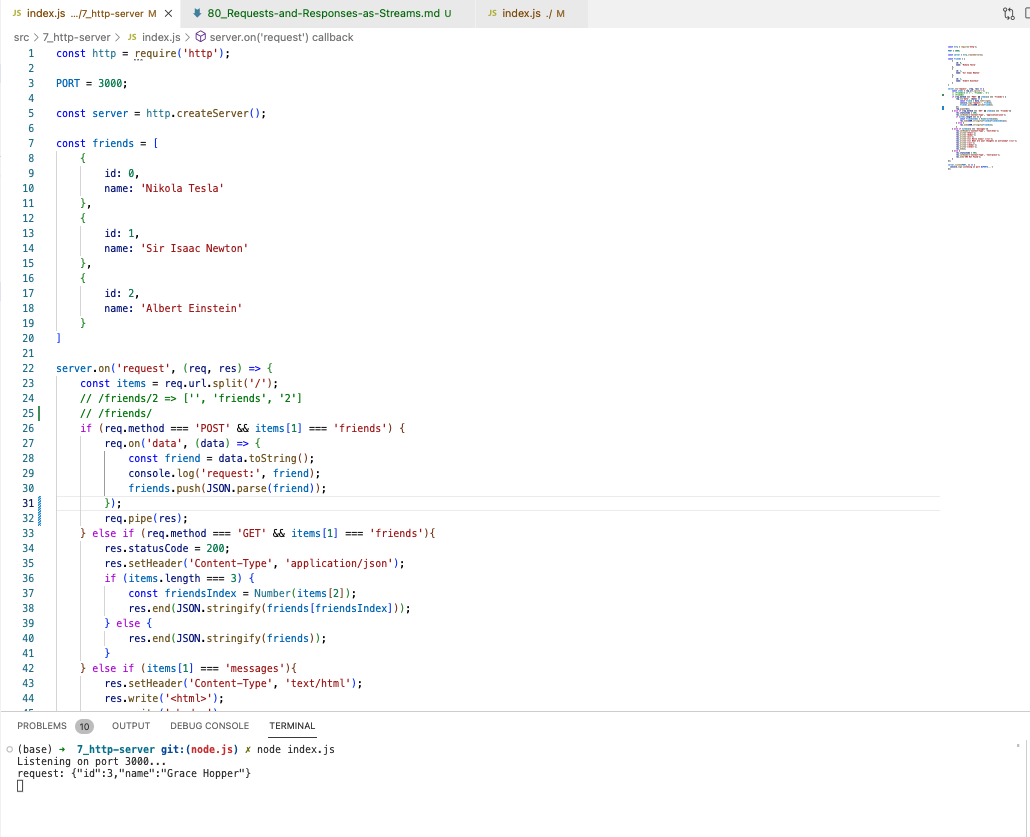 JS index.js .../7_http-server M
80_Requests-and-Responses-as-Streams.md U
JS index.js ./ M
src > 7_http-server > JS index.js > server.on('request') callback
1 const http = require('http');
2
3 PORT = 3000;
4
5 const server = http.createServer();
6
7 const friends = [
8 {
9 id: 0,
10 name: 'Nikola Tesla'
11 },
12 {
13 id: 1,
14 name: 'Sir Isaac Newton'
15 },
16 {
17 id: 2,
18 name: 'Albert Einstein'
19 }
20 ]
21
22 server.on('request', (req, res) => {
23 const items = req.url.split('/');
24 // /friends/2 => ['', 'friends', '2']
25 // /friends/
26 if (req.method === 'POST' && items[1] === 'friends') {
27 req.on('data', (data) => {
28 const friend = data.toString();
29 console.log('request:', friend);
30 friends.push(JSON.parse(friend));
31 });
32 req.pipe(res);
33 } else if (req.method === 'GET' && items[1] === 'friends'){
34 res.statusCode = 200;
35 res.setHeader('Content-Type', 'application/json');
36 if (items.length === 3) {
37 const friendsIndex = Number(items[2]);
38 res.end(JSON.stringify(friends[friendsIndex]));
39 } else {
40 res.end(JSON.stringify(friends));
41 }
42 } else if (items[1] === 'messages'){
43 res.setHeader('Content-Type', 'text/html');
44 res.write('<html>');
PROBLEMS 10 OUTPUT DEBUG CONSOLE TERMINAL
(base) ➜ 7_http-server git:(node.js) ✗ node index.js
Listening on port 3000...
request: {"id":3,"name":"Grace Hopper"}